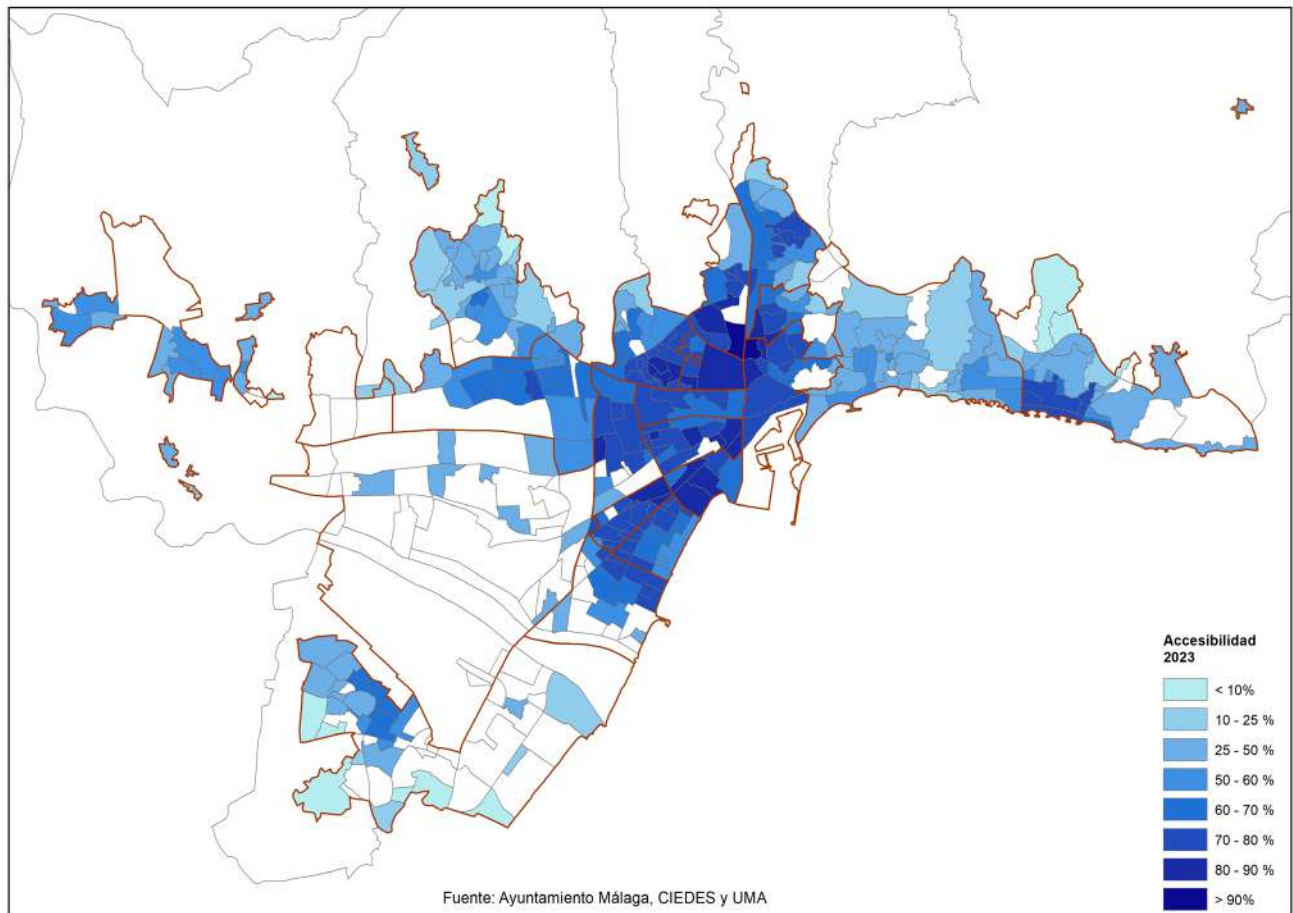 Accesibilidad
2023
< 10%
10 - 25 %
25 - 50 %
50 - 60 %
60 - 70 %
70 - 80 %
80 - 90 %
> 90%
Fuente: Ayuntamiento Málaga, CIEDES y UMA